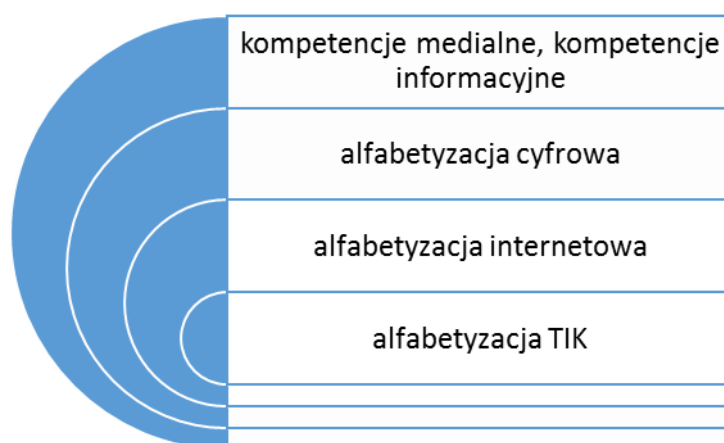 kompetencje medialne, kompetencje
informacyjne
alfabetyzacja cyfrowa
alfabetyzacja internetowa
alfabetyzacja TIK